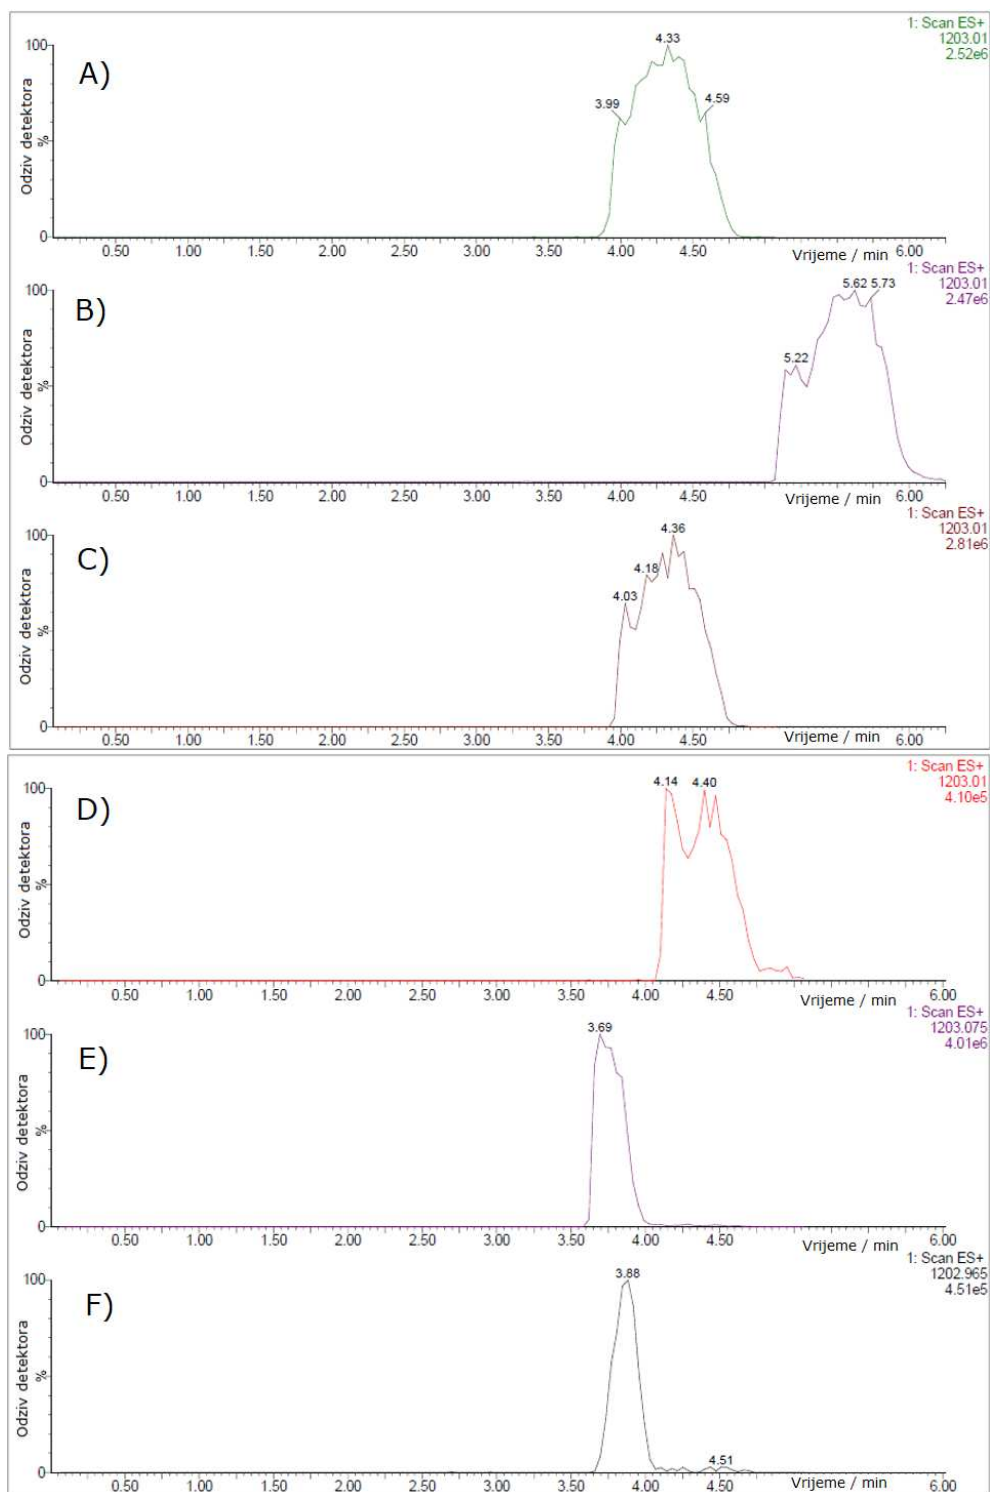 1: Scan ES+
1203.01
2.52e6
A)
100
%
0
Odziv detektora
3.99
4.33
4.59
0.50 1.00 1.50 2.00 2.50 3.00 3.50 4.00 4.50 6.00
Vrijeme / min
1: Scan ES+
1203.01
2.47e6
B)
100
%
0
Odziv detektora
5.22
5.62 5.73
0.50 1.00 1.50 2.00 2.50 3.00 3.50 4.00 4.50 6.00
Vrijeme / min
1: Scan ES+
1203.01
2.81e6
C)
100
%
0
Odziv detektora
4.03
4.18
4.36
0.50 1.00 1.50 2.00 2.50 3.00 3.50 4.00 4.50 6.00
Vrijeme / min
1: Scan ES+
1203.01
4.10e5
D)
100
%
0
Odziv detektora
4.14 4.40
0.50 1.00 1.50 2.00 2.50 3.00 3.50 4.00 4.50 6.00
Vrijeme / min
1: Scan ES+
1203.075
4.01e6
E)
100
%
0
Odziv detektora
3.69
0.50 1.00 1.50 2.00 2.50 3.00 3.50 4.00 4.50 6.00
Vrijeme / min
1: Scan ES+
1202.965
4.51e5
F)
100
%
0
Odziv detektora
3.88
4.51
0.50 1.00 1.50 2.00 2.50 3.00 3.50 4.00 4.50 6.00
Vrijeme / min